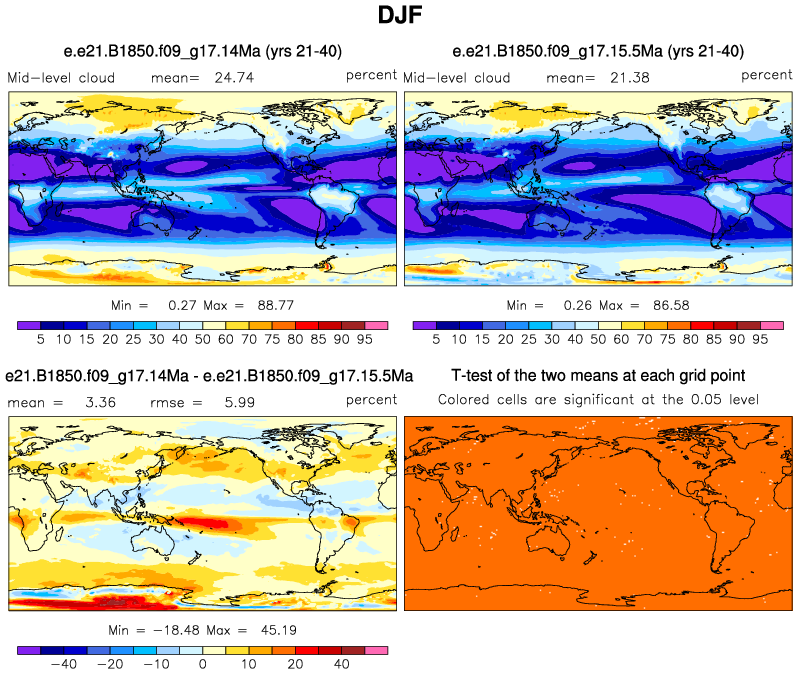 DJF
e.e21.B1850.f09_g17.14Ma (yrs 21-40)
Mid-level cloud mean= 24.74 percent
Min = 0.27 Max = 88.77
5 10 15 20 25 30 40 50 60 70 75 80 85 90 95
e.e21.B1850.f09_g17.15.5Ma (yrs 21-40)
Mid-level cloud mean= 21.38 percent
Min = 0.26 Max = 86.58
5 10 15 20 25 30 40 50 60 70 75 80 85 90 95
e21.B1850.f09_g17.14Ma - e.e21.B1850.f09_g17.15.5Ma
mean = 3.36 rmse = 5.99 percent
Min = -18.48 Max = 45.19
-40 -20 -10 0 10 20 40
T-test of the two means at each grid point
Colored cells are significant at the 0.05 level